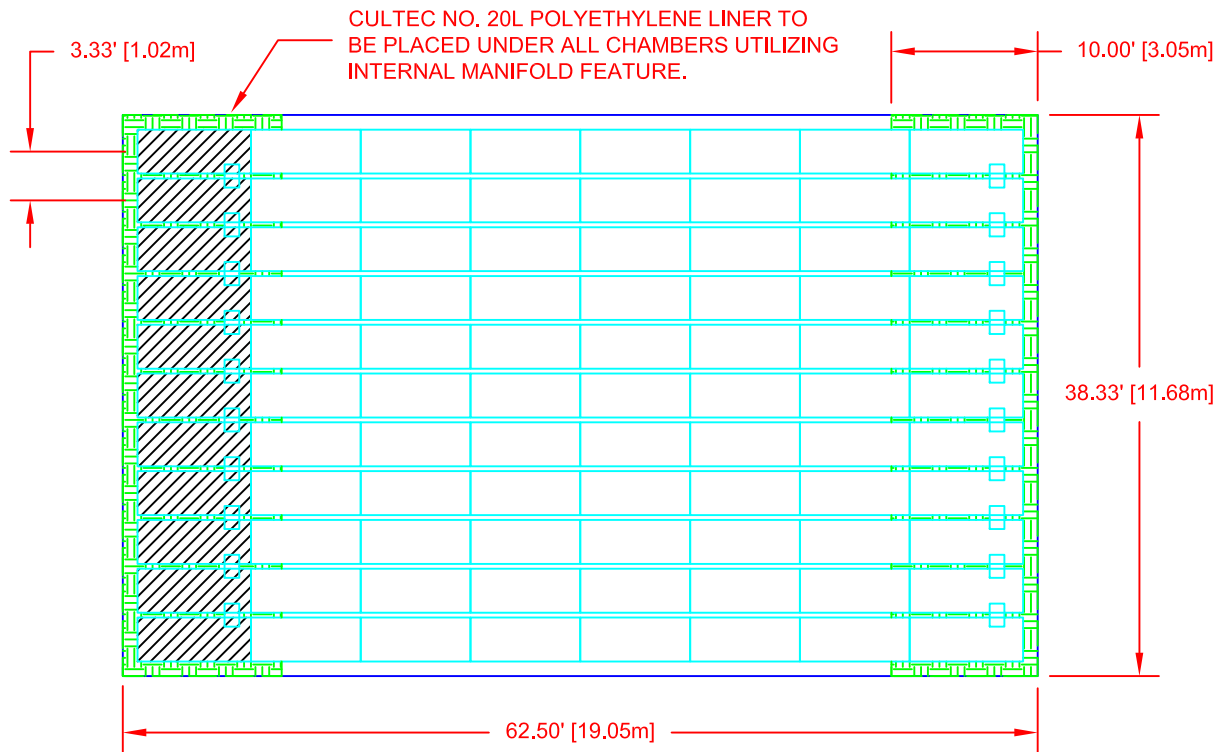 CULTEC NO. 20L POLYETHYLENE LINER TO
BE PLACED UNDER ALL CHAMBERS UTILIZING
INTERNAL MANIFOLD FEATURE.
3.33' [1.02m]
10.00' [3.05m]
38.33' [11.68m]
62.50' [19.05m]